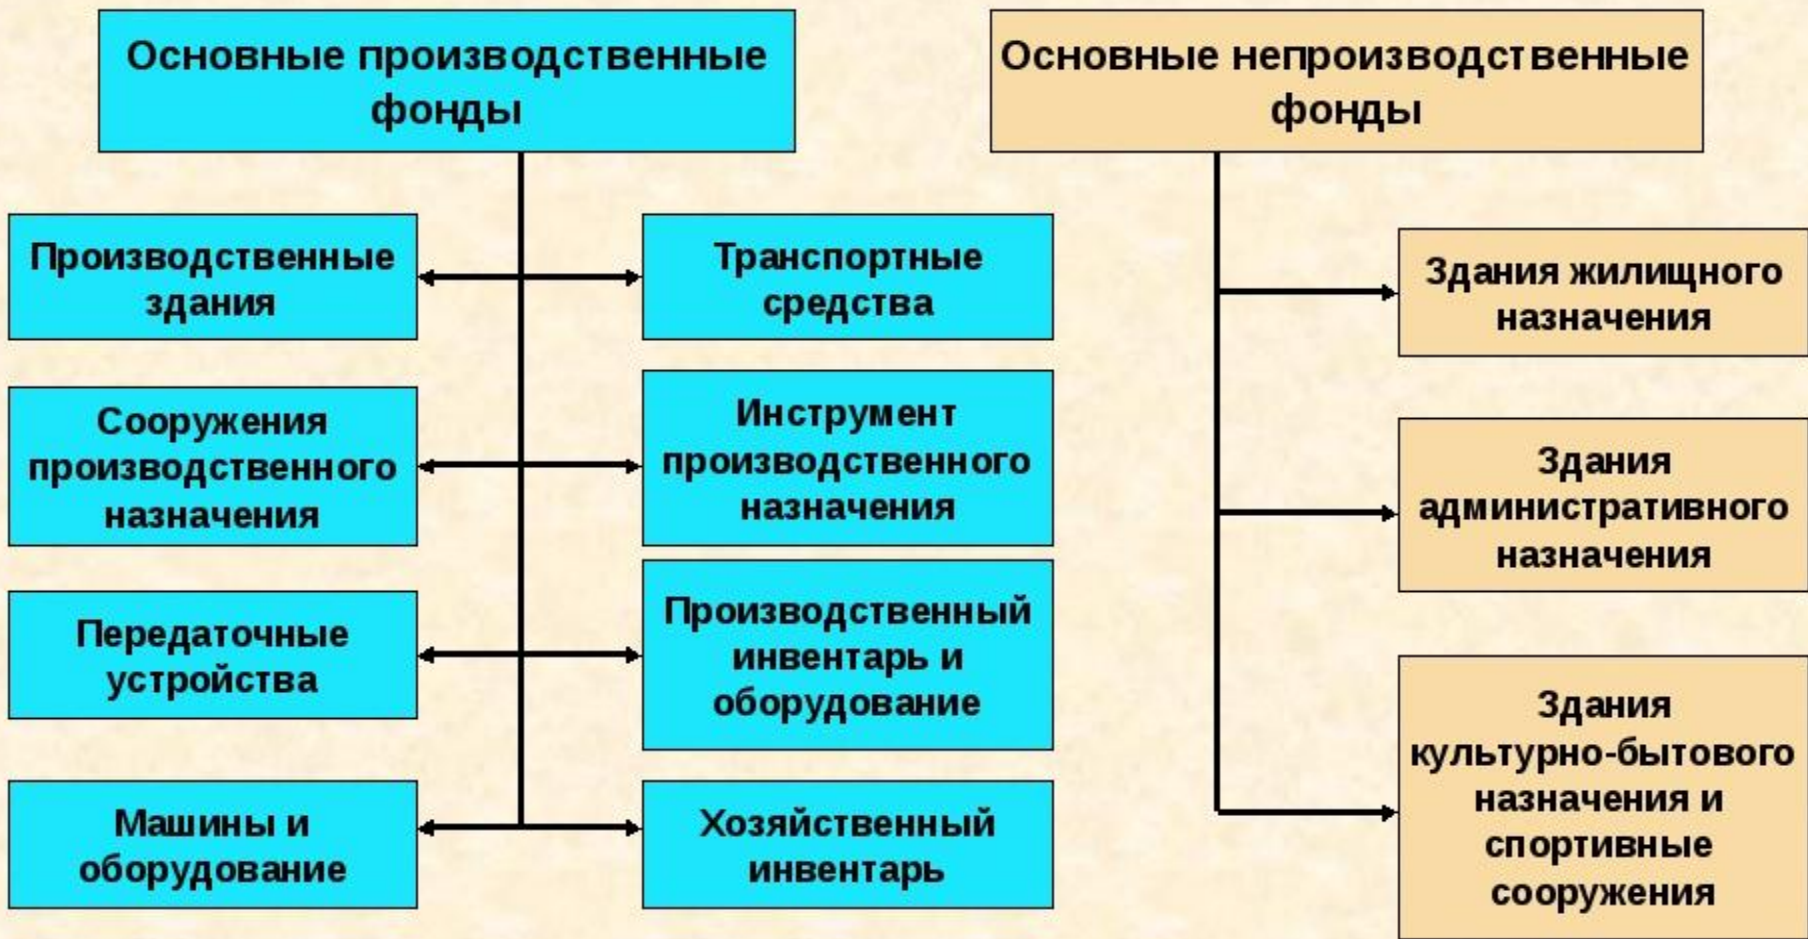 Основные производственные
фонды
Основные непроизводственные
фонды
Производственные
здания
Транспортные
средства
Здания жилищного
назначения
Сооружения
производственного
назначения
Инструмент
производственного
назначения
Здания
административного
назначения
Передаточные
устройства
Производственный
инвентарь и
оборудование
Здания
культурно-бытового
назначения и
спортивные
сооружения
Машины и
оборудование
Хозяйственный
инвентарь